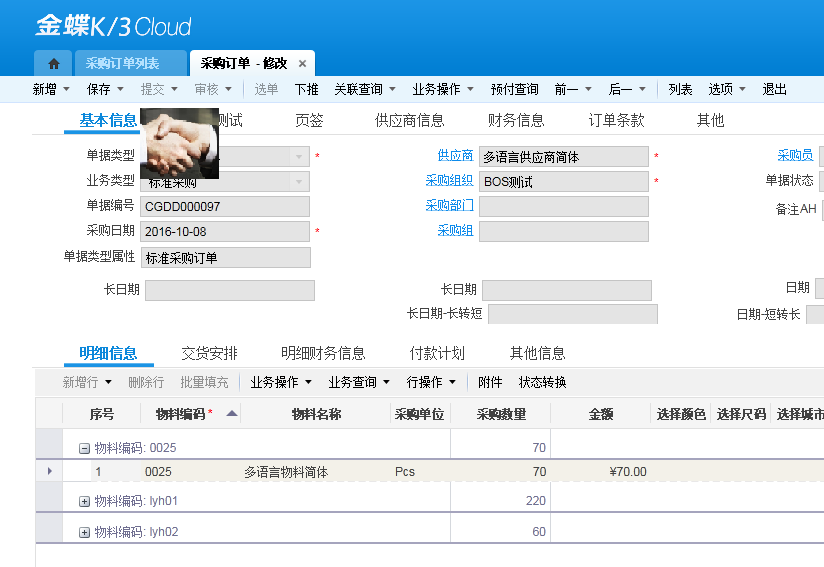 金蝶K/3 Cloud
采购订单列表 采购订单 - 修改 ×
新增 保存 提交 审核 选单 下推 关联查询 业务操作 预付查询 前一 后一 列表 选项 退出
基本信息 测试 页签 供应商信息 财务信息 订单条款 其他
单据类型 * 供应商 多语言供应商简体 * 采购员
业务类型 标准采购 采购组织 BOS测试 * 单据状态
单据编号 CGDD000097 采购部门 备注AH
采购日期 2016-10-08 * 采购组
单据类型属性 标准采购订单
长日期 长日期 日期
长日期-长转短 日期-短转长
明细信息 交货安排 明细财务信息 付款计划 其他信息
新增行 删除行 批量填充 业务操作 业务查询 行操作 附件 状态转换
序号 物料编码* 物料名称 采购单位 采购数量 金额 选择颜色 选择尺码 选择城市
物料编码: 0025 70
1 0025 多语言物料简体 Pcs 70 ¥70.00
物料编码: lyh01 220
物料编码: lyh02 60